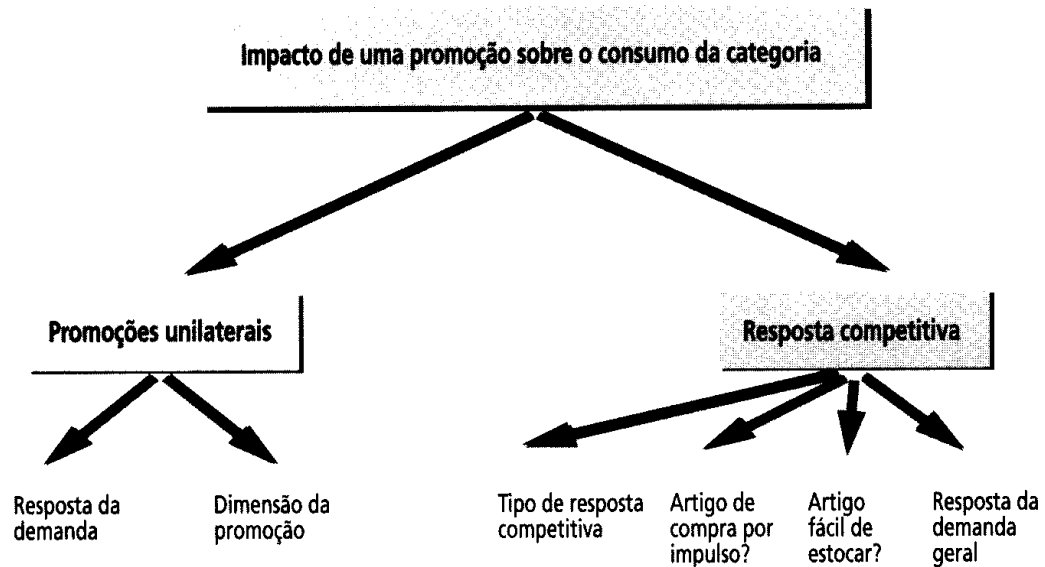 Impacto de uma promoção sobre o consumo da categoria
Promoções unilaterais
Resposta competitiva
Resposta da
demanda
Dimensão da
promoção
Tipo de resposta
competitiva
Artigo de
compra por
impulso?
Artigo
fácil de
estocar?
Resposta da
demanda
geral